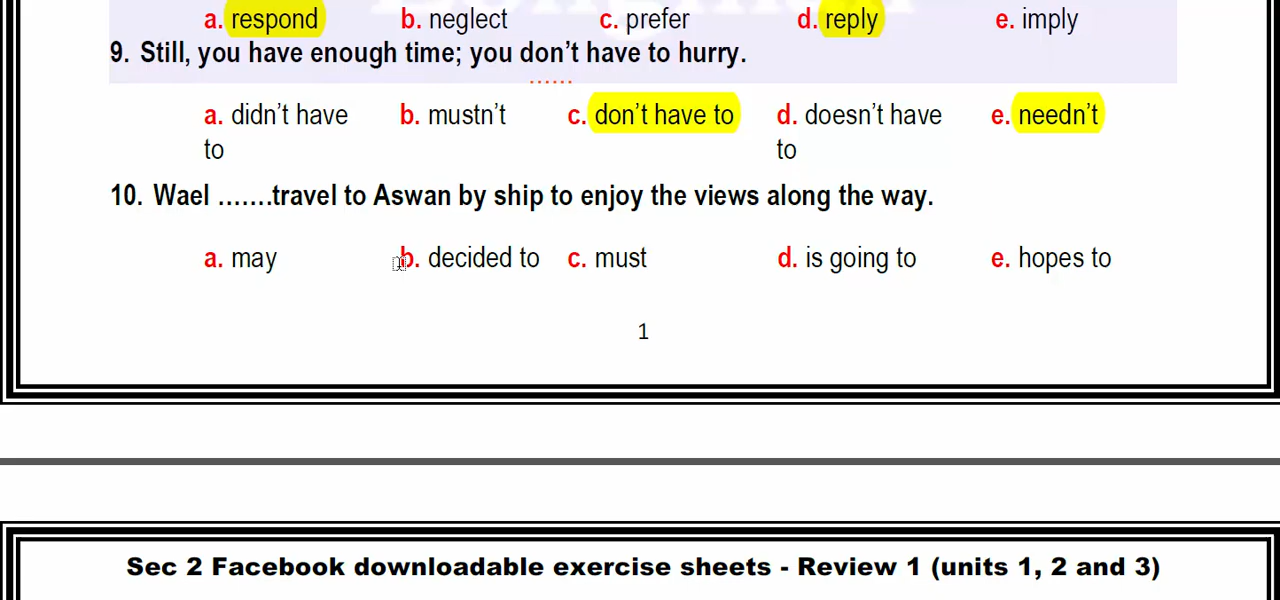 a. respond b. neglect c. prefer d. reply e. imply
9. Still, you have enough time; you don't have to hurry.
......
a. didn't have to b. mustn't c. don't have to d. doesn't have to e. needn't
10. Wael …….travel to Aswan by ship to enjoy the views along the way.
a. may b. decided to c. must d. is going to e. hopes to
1
Sec 2 Facebook downloadable exercise sheets - Review 1 (units 1, 2 and 3)